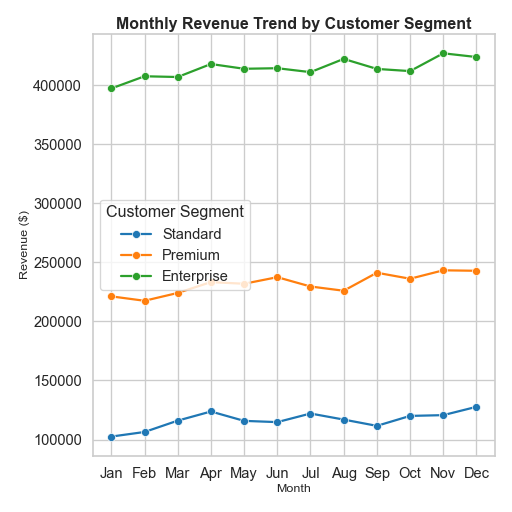 Monthly Revenue Trend by Customer Segment
Revenue ($)
400000
350000
300000
250000
200000
150000
100000
Customer Segment
Standard
Premium
Enterprise
Jan Feb Mar Apr May Jun Jul Aug Sep Oct Nov Dec
Month